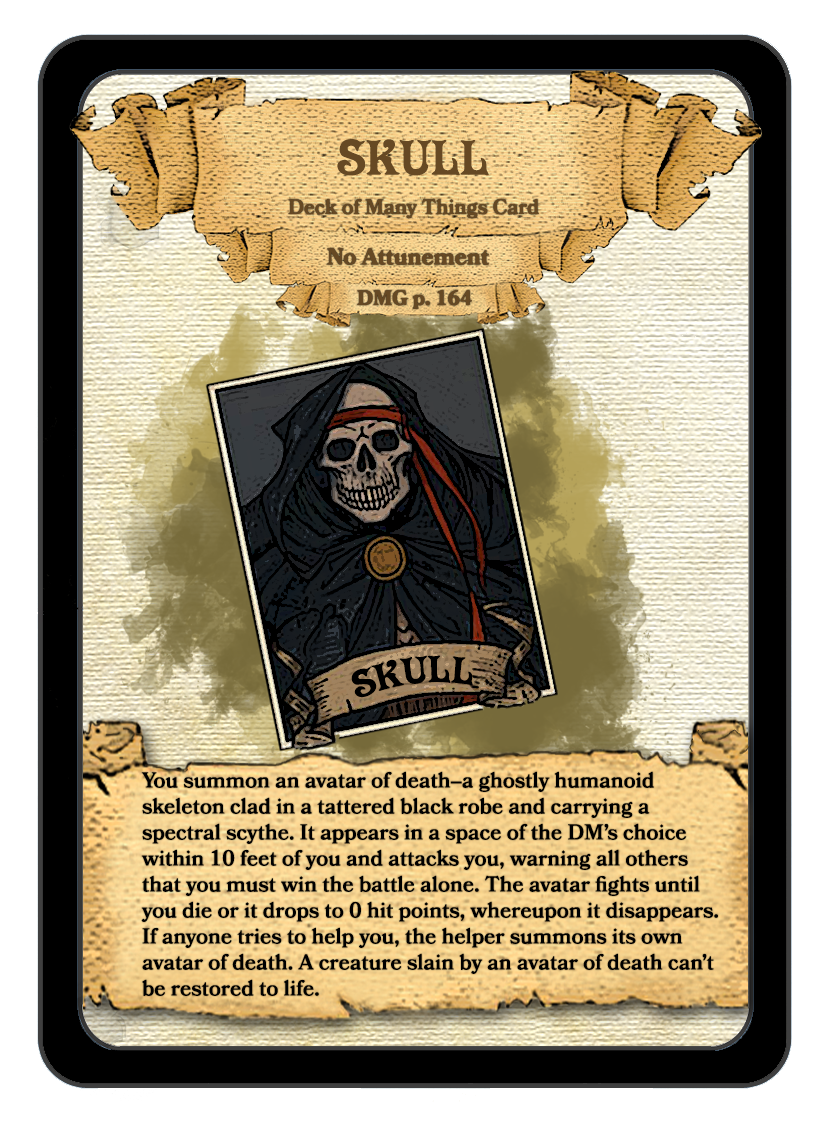 SKULL
Deck of Many Things Card
No Attunement
DMG p. 164
SKULL
You summon an avatar of death–a ghostly humanoid
skeleton clad in a tattered black robe and carrying a
spectral scythe. It appears in a space of the DM’s choice
within 10 feet of you and attacks you, warning all others
that you must win the battle alone. The avatar fights until
you die or it drops to 0 hit points, whereupon it disappears.
If anyone tries to help you, the helper summons its own
avatar of death. A creature slain by an avatar of death can’t
be restored to life.